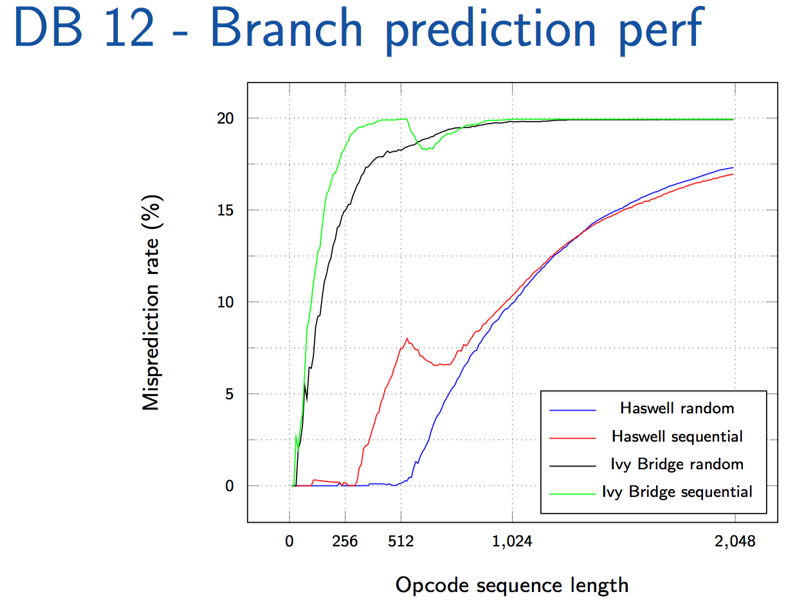 DB 12 - Branch prediction perf
20
15
10
5
0
Misprediction rate (%)
0 256 512 1,024 2,048
Opcode sequence length
Haswell random
Haswell sequential
Ivy Bridge random
Ivy Bridge sequential